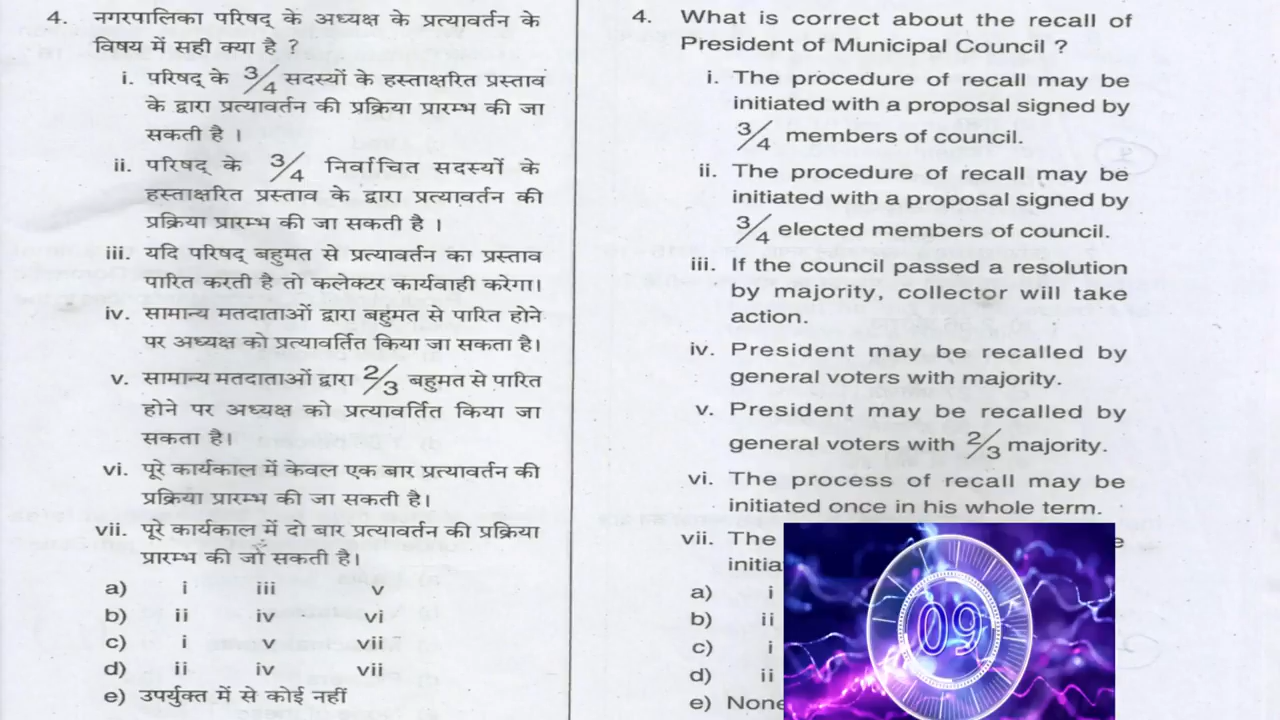 4. नगरपालिका परिषद् के अध्यक्ष के प्रत्यावर्तन के
विषय में सही क्या है ?
i. परिषद् के 3/4 सदस्यों के हस्ताक्षरित प्रस्ताव
के द्वारा प्रत्यावर्तन की प्रक्रिया प्रारम्भ की जा
सकती है ।
ii. परिषद् के 3/4 निर्वाचित सदस्यों के
हस्ताक्षरित प्रस्ताव के द्वारा प्रत्यावर्तन की
प्रक्रिया प्रारम्भ की जा सकती है ।
iii. यदि परिषद् बहुमत से प्रत्यावर्तन का प्रस्ताव
पारित करती है तो कलेक्टर कार्यवाही करेगा।
iv. सामान्य मतदाताओं द्वारा बहुमत से पारित होने
पर अध्यक्ष को प्रत्यावर्तित किया जा सकता है।
v. सामान्य मतदाताओं द्वारा 2/3 बहुमत से पारित
होने पर अध्यक्ष को प्रत्यावर्तित किया जा
सकता है।
vi. पूरे कार्यकाल में केवल एक बार प्रत्यावर्तन की
प्रक्रिया प्रारम्भ की जा सकती है।
vii. पूरे कार्यकाल में दो बार प्रत्यावर्तन की प्रक्रिया
प्रारम्भ की जो सकती है।
a) i iii v
b) ii iv vi
c) i v vii
d) ii iv vii
e) उपर्युक्त में से कोई नहीं
4. What is correct about the recall of
President of Municipal Council ?
i. The procedure of recall may be
initiated with a proposal signed by
3/4 members of council.
ii. The procedure of recall may be
initiated with a proposal signed by
3/4 elected members of council.
iii. If the council passed a resolution
by majority, collector will take
action.
iv. President may be recalled by
general voters with majority.
v. President may be recalled by
general voters with 2/3 majority.
vi. The process of recall may be
initiated once in his whole term.
vii. The
initia
a) i
b) ii
c) i
d) ii
e) None
09